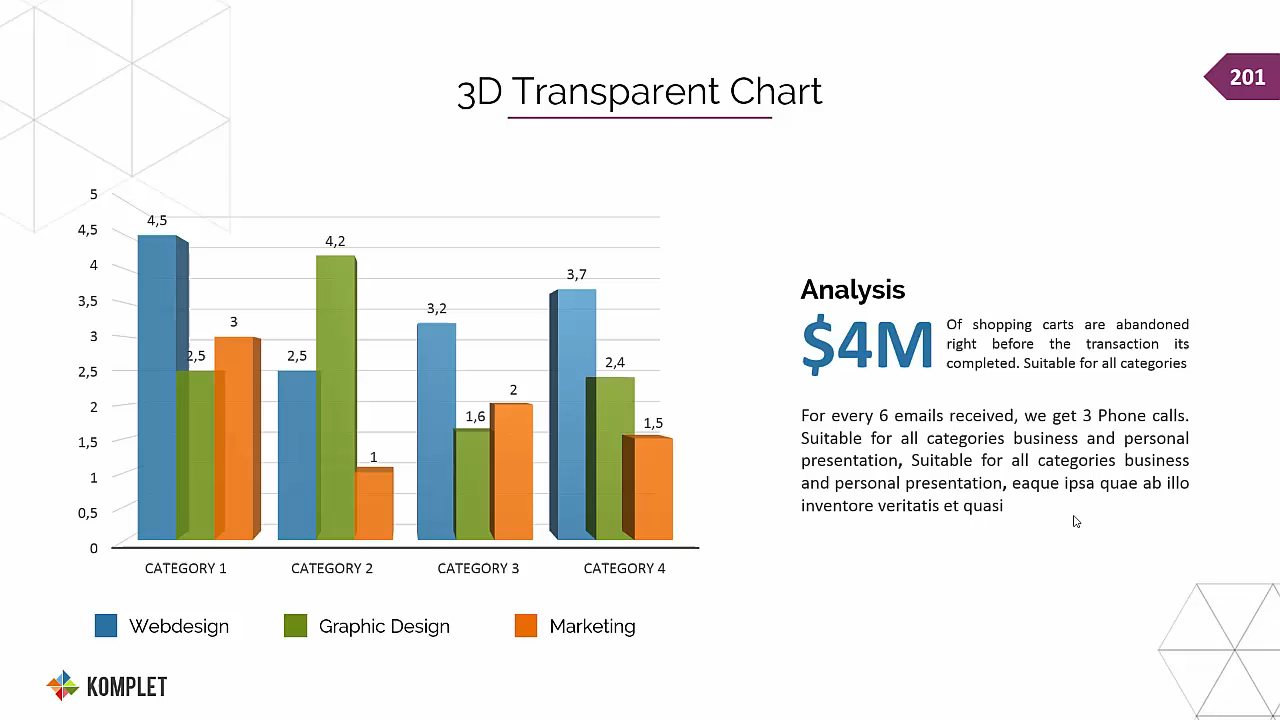 3D Transparent Chart
201
5
4,5
4
3,5
3
2,5
2
1,5
1
0,5
0
4,5
2,5
3
2,5
4,2
1
3,2
1,6
2
3,7
2,4
1,5
CATEGORY 1
CATEGORY 2
CATEGORY 3
CATEGORY 4
Webdesign
Graphic Design
Marketing
Analysis
$4M
Of shopping carts are abandoned
right before the transaction its
completed. Suitable for all categories
For every 6 emails received, we get 3 Phone calls.
Suitable for all categories business and personal
presentation, Suitable for all categories business
and personal presentation, eaque ipsa quae ab illo
inventore veritatis et quasi
KOMPLET